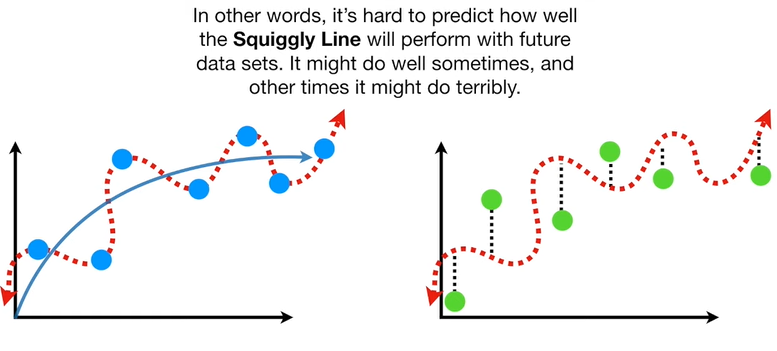 In other words, it’s hard to predict how well
the Squiggly Line will perform with future
data sets. It might do well sometimes, and
other times it might do terribly.